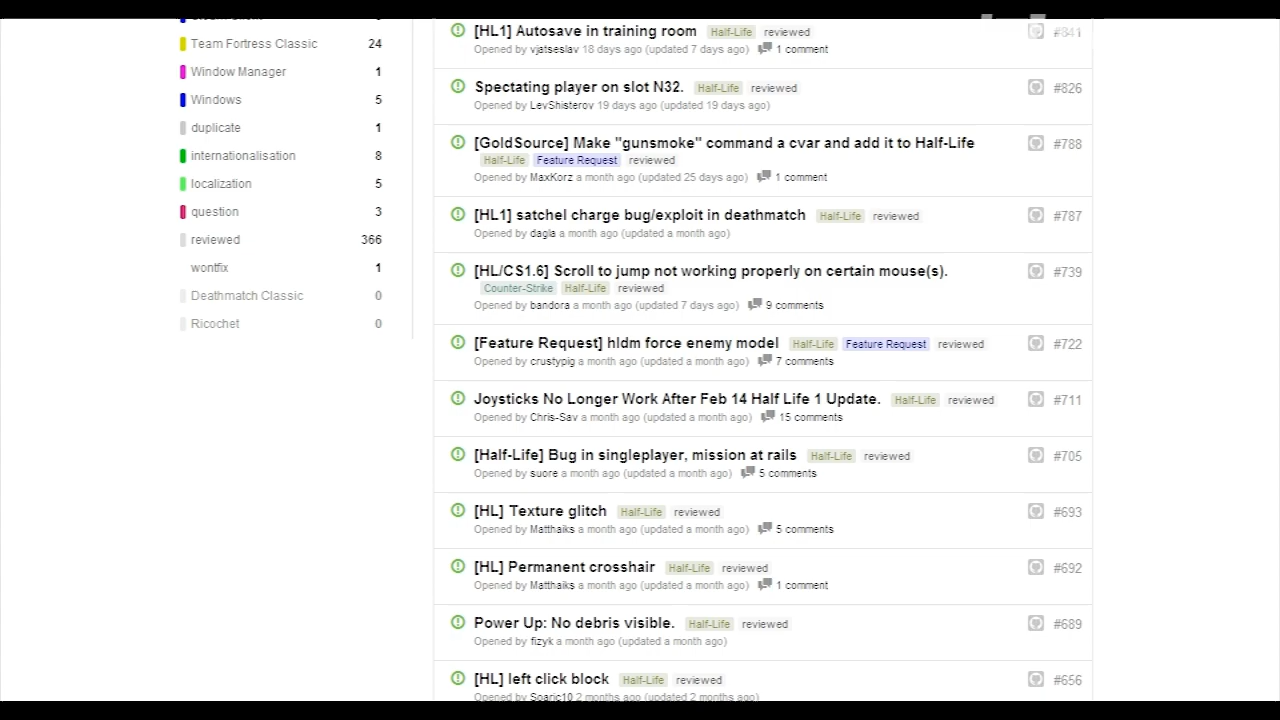 Team Fortress Classic 24
Window Manager 1
Windows 5
duplicate 1
internationalisation 8
localization 5
question 3
reviewed 366
wontfix 1
Deathmatch Classic 0
Ricochet 0
[HL1] Autosave in training room Half-Life reviewed #841
Opened by vjatseslav 18 days ago (updated 7 days ago) 1 comment
Spectating player on slot N32. Half-Life reviewed #826
Opened by LevShisterov 19 days ago (updated 19 days ago)
[GoldSource] Make "gunsmoke" command a cvar and add it to Half-Life #788
Half-Life Feature Request reviewed
Opened by MaxKorz a month ago (updated 25 days ago) 1 comment
[HL1] satchel charge bug/exploit in deathmatch Half-Life reviewed #787
Opened by dagla a month ago (updated a month ago)
[HL/CS1.6] Scroll to jump not working properly on certain mouse(s). #739
Counter-Strike Half-Life reviewed
Opened by bandora a month ago (updated 7 days ago) 9 comments
[Feature Request] hldm force enemy model Half-Life Feature Request reviewed #722
Opened by crustypig a month ago (updated a month ago) 7 comments
Joysticks No Longer Work After Feb 14 Half Life 1 Update. Half-Life reviewed #711
Opened by Chris-Sav a month ago (updated a month ago) 15 comments
[Half-Life] Bug in singleplayer, mission at rails Half-Life reviewed #705
Opened by suore a month ago (updated a month ago) 5 comments
[HL] Texture glitch Half-Life reviewed #693
Opened by Matthaiks a month ago (updated a month ago) 5 comments
[HL] Permanent crosshair Half-Life reviewed #692
Opened by Matthaiks a month ago (updated a month ago) 1 comment
Power Up: No debris visible. Half-Life reviewed #689
Opened by fizyk a month ago (updated a month ago)
[HL] left click block Half-Life reviewed #656
Opened by Soaric10 2 months ago (updated 2 months ago)